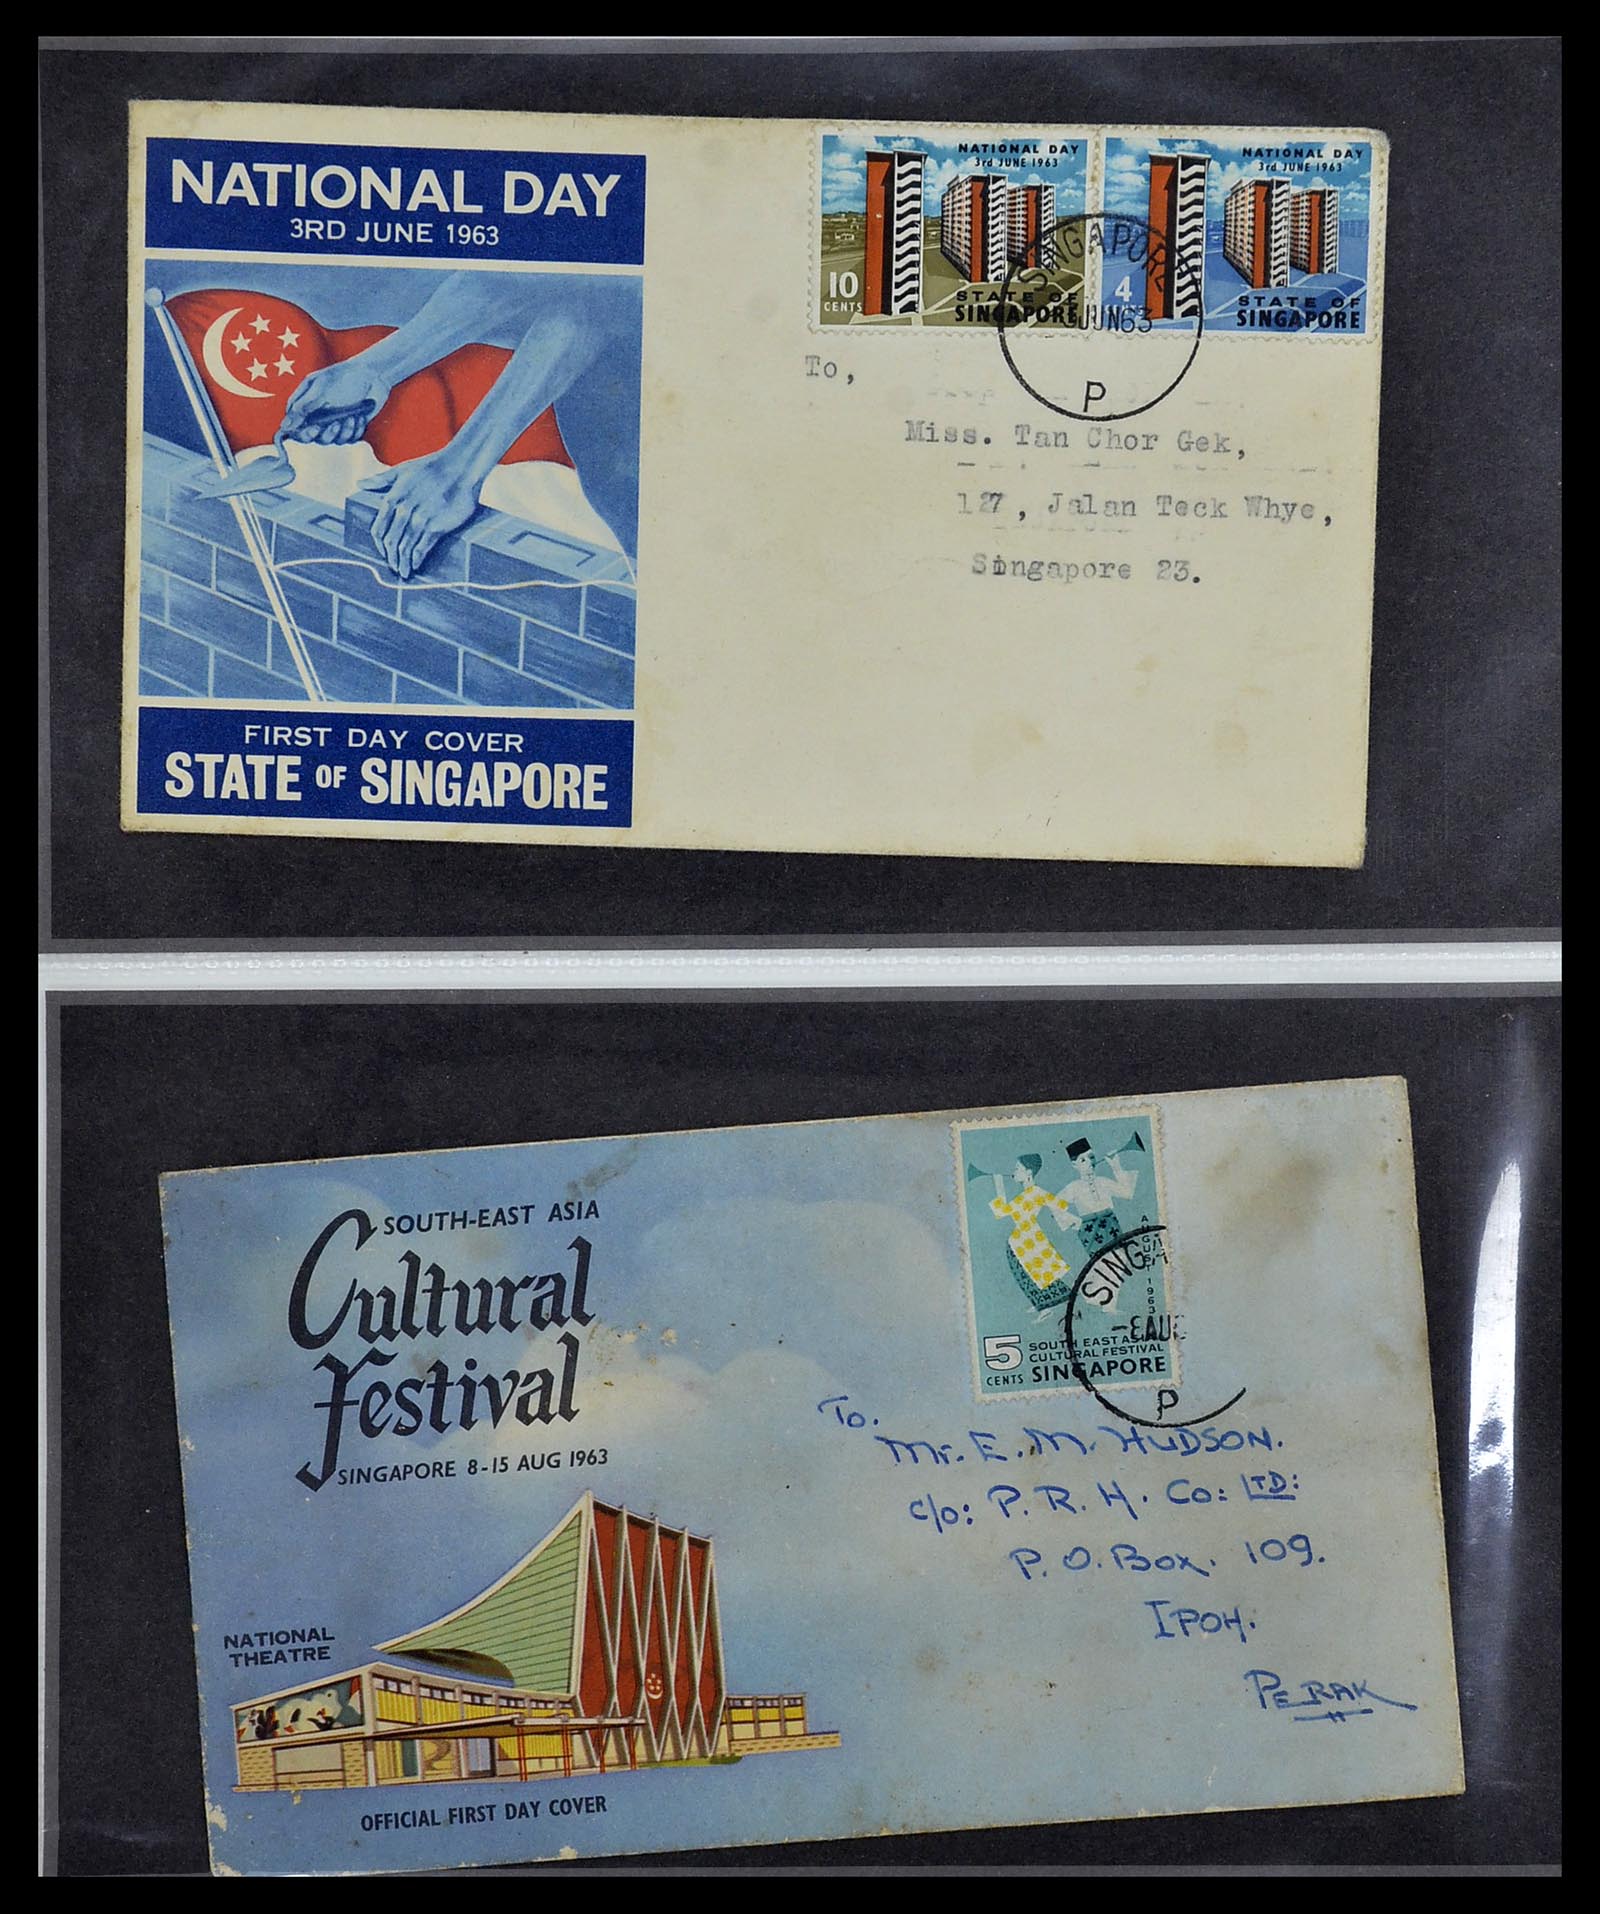 NATIONAL DAY
3RD JUNE 1963
FIRST DAY COVER
STATE OF SINGAPORE
NATIONAL DAY
3rd JUNE 1963
10
CENTS
STATE OF
SINGAPORE
NATIONAL DAY
3rd JUNE 1963
4
STATE OF
SINGAPORE
SINGAPORE
JUN63
P
To,
Miss. Tan Chor Gek,
127, Jalan Teck Whye,
Singapore 23.
SOUTH-EAST ASIA
Cultural
Festival
SINGAPORE 8-15 AUG 1963
NATIONAL
THEATRE
OFFICIAL FIRST DAY COVER
AUGUST 1963
5
CENTS
SOUTH EAST ASIA
CULTURAL FESTIVAL
SINGAPORE
SING
-8AUG
P
To.
Mr. E. M. HUDSON.
c/o: P. R. H. Co: LTD:
P. O. Box. 109.
IPOH.
PERAK